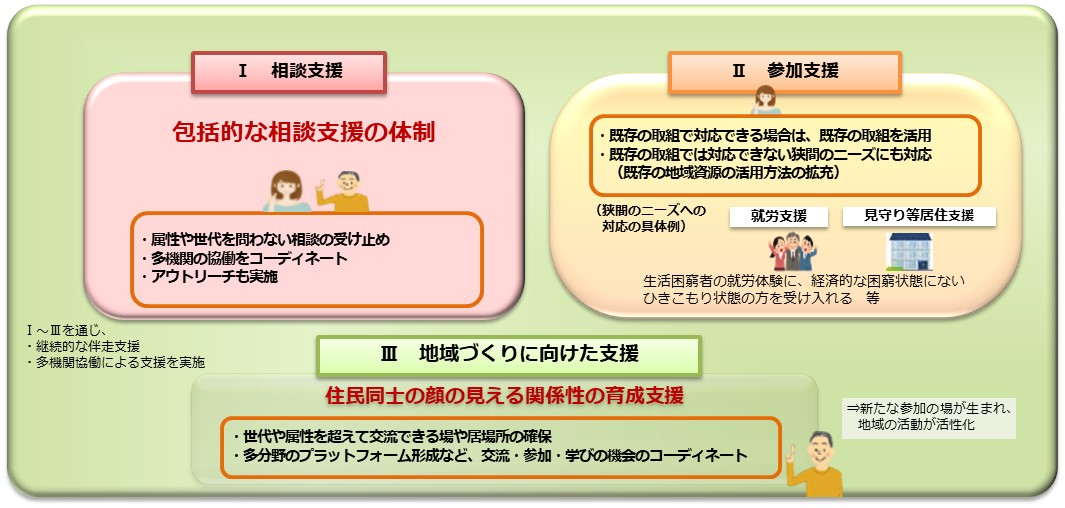 Ⅰ　相談支援
包括的な相談支援の体制
・属性や世代を問わない相談の受け止め
・多機関の協働をコーディネート
・アウトリーチも実施
Ⅱ　参加支援
・既存の取組で対応できる場合は、既存の取組を活用
・既存の取組では対応できない狭間のニーズにも対応
（既存の地域資源の活用方法の拡充）
（狭間のニーズへの
対応の具体例）
就労支援
見守り等居住支援
生活困窮者の就労体験に、経済的な困窮状態にない
ひきこもり状態の方を受け入れる　等
Ⅰ～Ⅲを通じ、
・継続的な伴走支援
・多機関協働による支援を実施
Ⅲ　地域づくりに向けた支援
住民同士の顔の見える関係性の育成支援
・世代や属性を超えて交流できる場や居場所の確保
・多分野のプラットフォーム形成など、交流・参加・学びの機会のコーディネート
⇒新たな参加の場が生まれ、
地域の活動が活性化